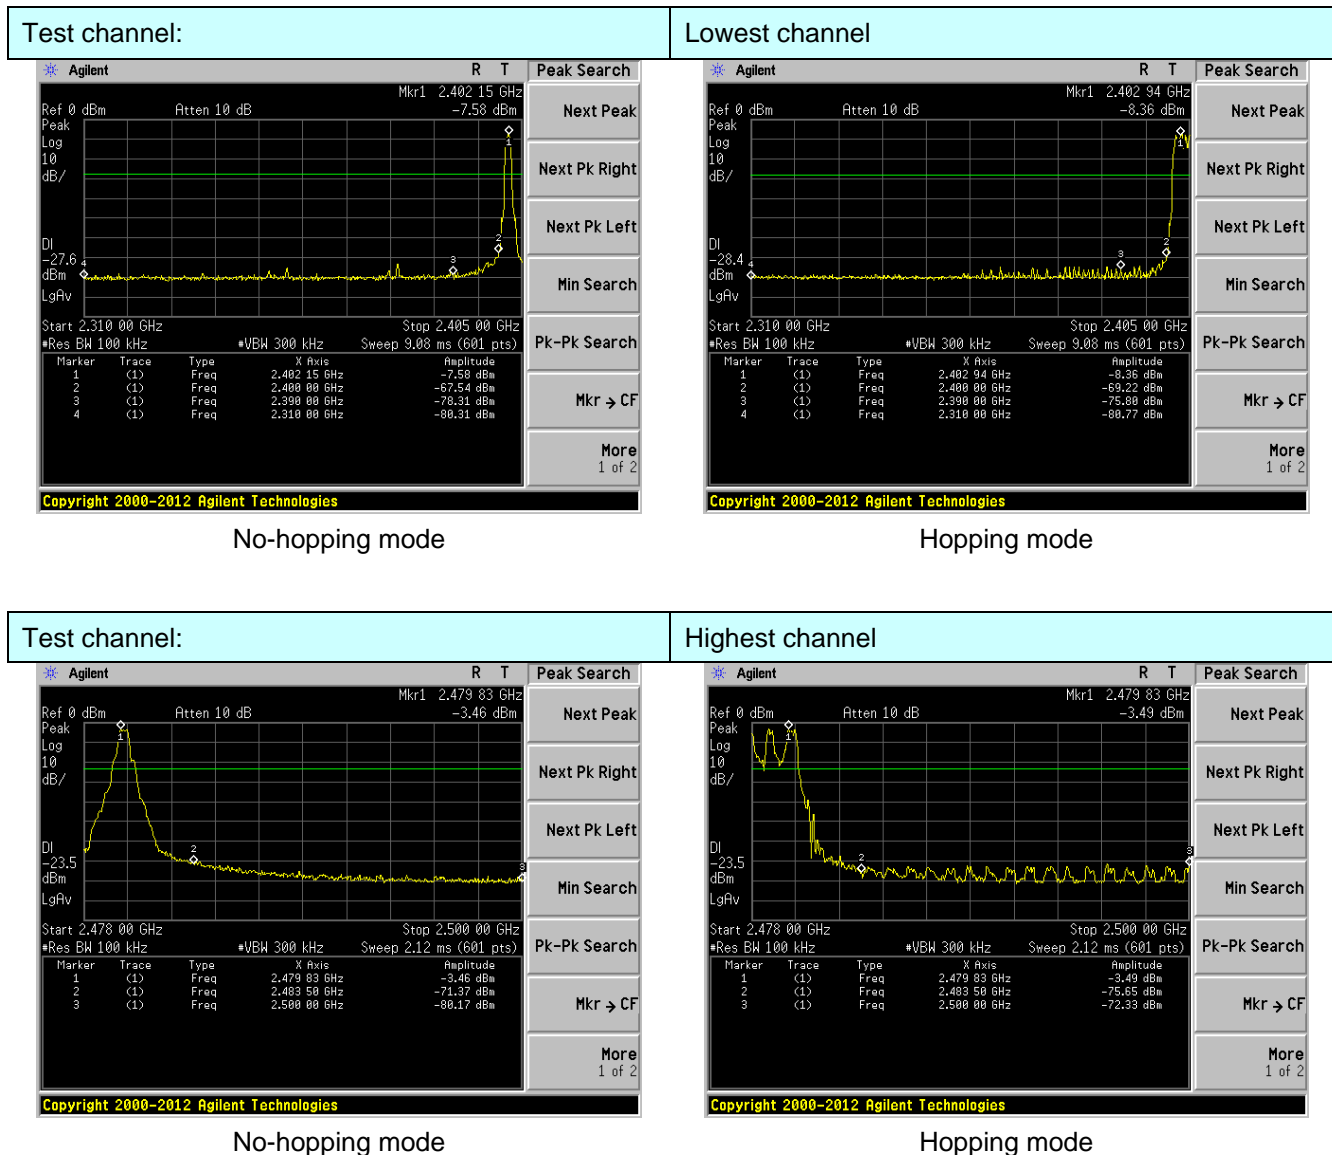 Test channel: Lowest channel
Agilent R T Peak Search
Mkr1 2.402 15 GHz
Ref 0 dBm Atten 10 dB -7.58 dBm
Peak
Log
10
dB/
1
2
3
4
DI
-27.6
dBm
LgAv
Start 2.310 00 GHz Stop 2.405 00 GHz
#Res BW 100 kHz #VBW 300 kHz Sweep 9.08 ms (601 pts)
Marker Trace Type X Axis Amplitude
1 (1) Freq 2.402 15 GHz -7.58 dBm
2 (1) Freq 2.400 00 GHz -67.54 dBm
3 (1) Freq 2.390 00 GHz -78.31 dBm
4 (1) Freq 2.310 00 GHz -80.31 dBm
Next Peak
Next Pk Right
Next Pk Left
Min Search
Pk-Pk Search
Mkr → CF
More
1 of 2
Copyright 2000-2012 Agilent Technologies
No-hopping mode
Agilent R T Peak Search
Mkr1 2.402 94 GHz
Ref 0 dBm Atten 10 dB -8.36 dBm
Peak
Log
10
dB/
1
2
3
4
DI
-28.4
dBm
LgAv
Start 2.310 00 GHz Stop 2.405 00 GHz
#Res BW 100 kHz #VBW 300 kHz Sweep 9.08 ms (601 pts)
Marker Trace Type X Axis Amplitude
1 (1) Freq 2.402 94 GHz -8.36 dBm
2 (1) Freq 2.400 00 GHz -69.22 dBm
3 (1) Freq 2.390 00 GHz -75.80 dBm
4 (1) Freq 2.310 00 GHz -80.77 dBm
Next Peak
Next Pk Right
Next Pk Left
Min Search
Pk-Pk Search
Mkr → CF
More
1 of 2
Copyright 2000-2012 Agilent Technologies
Hopping mode
Test channel: Highest channel
Agilent R T Peak Search
Mkr1 2.479 83 GHz
Ref 0 dBm Atten 10 dB -3.46 dBm
Peak
Log
10
dB/
1
2
3
DI
-23.5
dBm
LgAv
Start 2.478 00 GHz Stop 2.500 00 GHz
#Res BW 100 kHz #VBW 300 kHz Sweep 2.12 ms (601 pts)
Marker Trace Type X Axis Amplitude
1 (1) Freq 2.479 83 GHz -3.46 dBm
2 (1) Freq 2.483 50 GHz -71.37 dBm
3 (1) Freq 2.500 00 GHz -80.17 dBm
Next Peak
Next Pk Right
Next Pk Left
Min Search
Pk-Pk Search
Mkr → CF
More
1 of 2
Copyright 2000-2012 Agilent Technologies
No-hopping mode
Agilent R T Peak Search
Mkr1 2.479 83 GHz
Ref 0 dBm Atten 10 dB -3.49 dBm
Peak
Log
10
dB/
1
2
3
DI
-23.5
dBm
LgAv
Start 2.478 00 GHz Stop 2.500 00 GHz
#Res BW 100 kHz #VBW 300 kHz Sweep 2.12 ms (601 pts)
Marker Trace Type X Axis Amplitude
1 (1) Freq 2.479 83 GHz -3.49 dBm
2 (1) Freq 2.483 50 GHz -75.65 dBm
3 (1) Freq 2.500 00 GHz -72.33 dBm
Next Peak
Next Pk Right
Next Pk Left
Min Search
Pk-Pk Search
Mkr → CF
More
1 of 2
Copyright 2000-2012 Agilent Technologies
Hopping mode